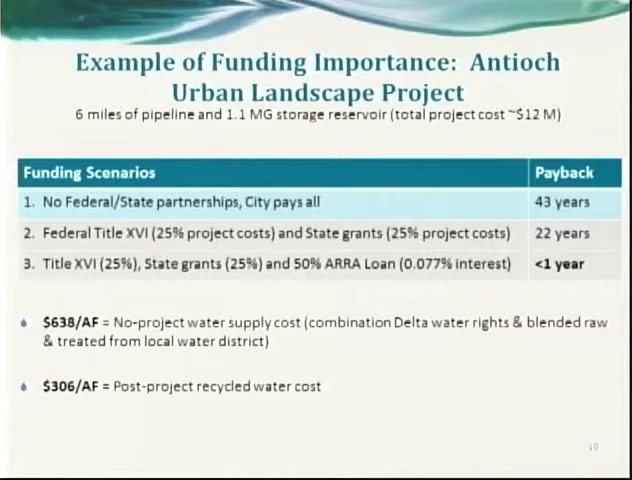 Example of Funding Importance: Antioch
Urban Landscape Project
6 miles of pipeline and 1.1 MG storage reservoir (total project cost ~$12 M)
Funding Scenarios Payback
1. No Federal/State partnerships, City pays all 43 years
2. Federal Title XVI (25% project costs) and State grants (25% project costs) 22 years
3. Title XVI (25%), State grants (25%) and 50% ARRA Loan (0.077% interest) <1 year
$638/AF = No-project water supply cost (combination Delta water rights & blended raw
& treated from local water district)
$306/AF = Post-project recycled water cost
10